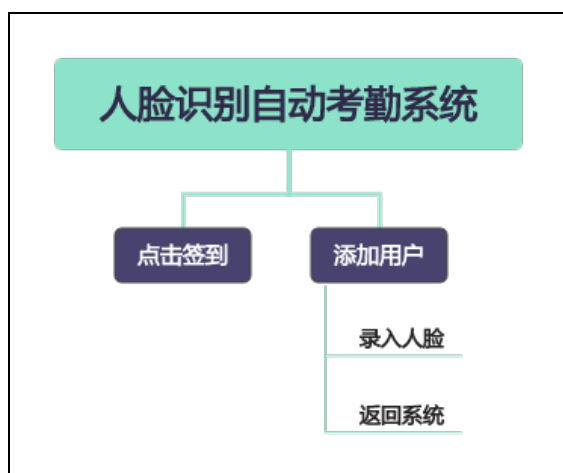 人脸识别自动考勤系统
点击签到
添加用户
录入人脸
返回系统